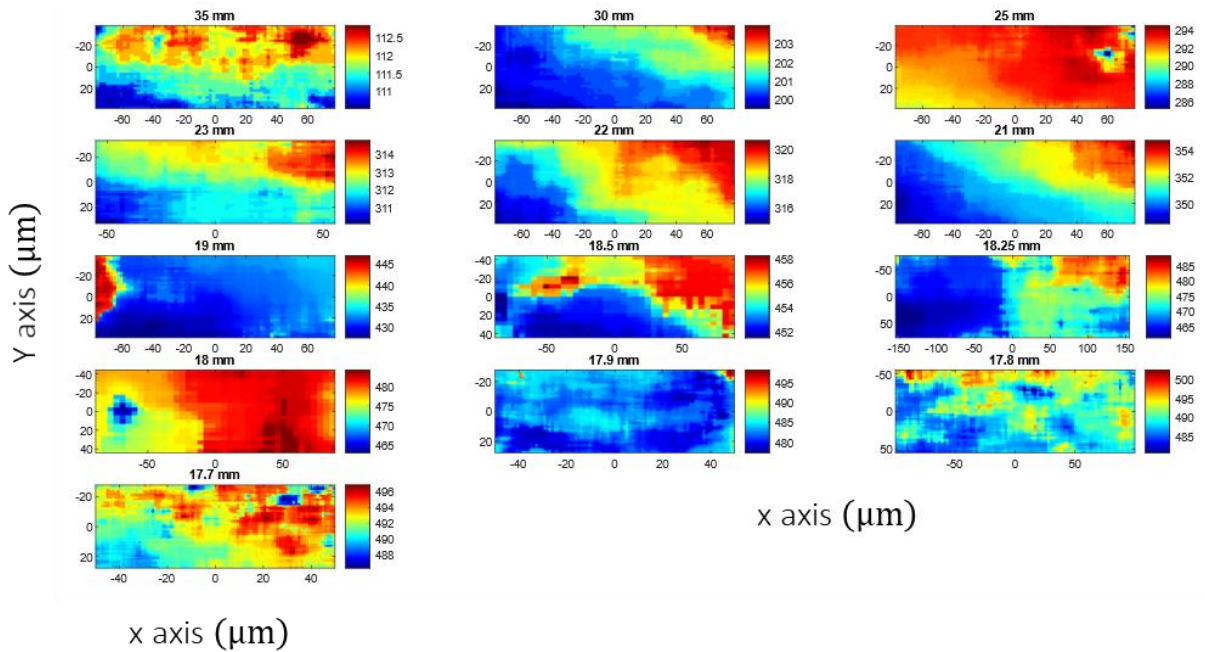 35 mm 30 mm 25 mm
-20 0 20
-60 -40 -20 0 20 40 60
112.5 112 111.5 111
-20 0 20
-60 -40 -20 0 20 40 60
203 202 201 200
-20 0 20
-60 -40 -20 0 20 40 60
294 292 290 288 286
23 mm 22 mm 21 mm
-20 0 20
-50 0 50
314 313 312 311
-20 0 20
-60 -40 -20 0 20 40 60
320 318 316
-20 0 20
-60 -40 -20 0 20 40 60
354 352 350
19 mm 18.5 mm 18.25 mm
-20 0 20
-60 -40 -20 0 20 40 60
445 440 435 430
-40 -20 0 20 40
-50 0 50
458 456 454 452
-50 0 50
-150 -100 -50 0 50 100 150
485 480 475 470 465
18 mm 17.9 mm 17.8 mm
-40 -20 0 20 40
-50 0 50
480 475 470 465
-20 0 20
-40 -20 0 20 40
495 490 485 480
-50 0 50
-50 0 50
500 495 490 485
17.7 mm
-20 0 20
-40 -20 0 20 40
496 494 492 490 488
Y axis (μm)
x axis (μm)
x axis (μm)